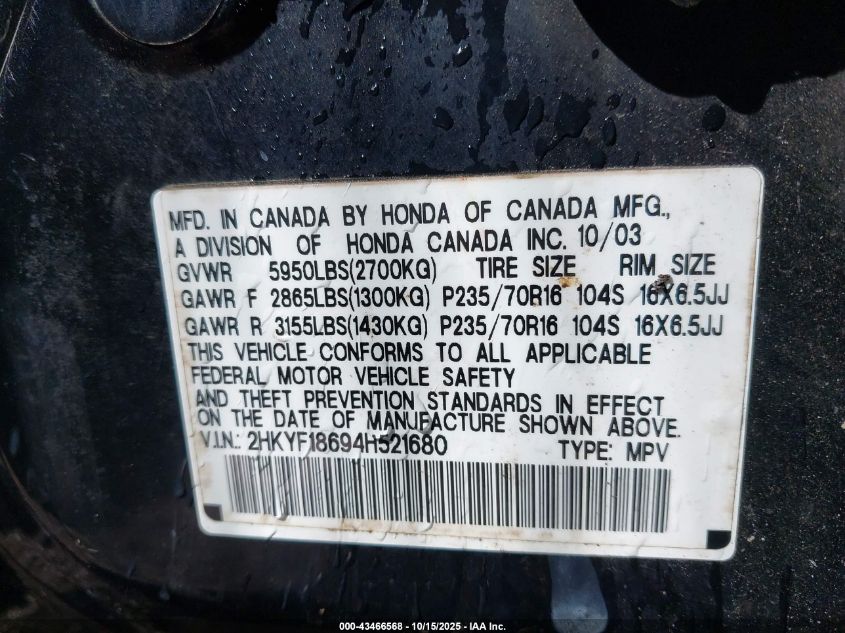 MFD. IN CANADA BY HONDA OF CANADA MFG.,
A DIVISION OF HONDA CANADA INC. 10/03
GVWR 5950LBS(2700KG) TIRE SIZE RIM SIZE
GAWR F 2865LBS(1300KG) P235/70R16 104S 16X6.5JJ
GAWR R 3155LBS(1430KG) P235/70R16 104S 16X6.5JJ
THIS VEHICLE CONFORMS TO ALL APPLICABLE
FEDERAL MOTOR VEHICLE SAFETY
AND THEFT PREVENTION STANDARDS IN EFFECT
ON THE DATE OF MANUFACTURE SHOWN ABOVE.
V.I.N.: 2HKYF18694H521680 TYPE: MPV
000-43466568 - 10/15/2025 - IAA Inc.